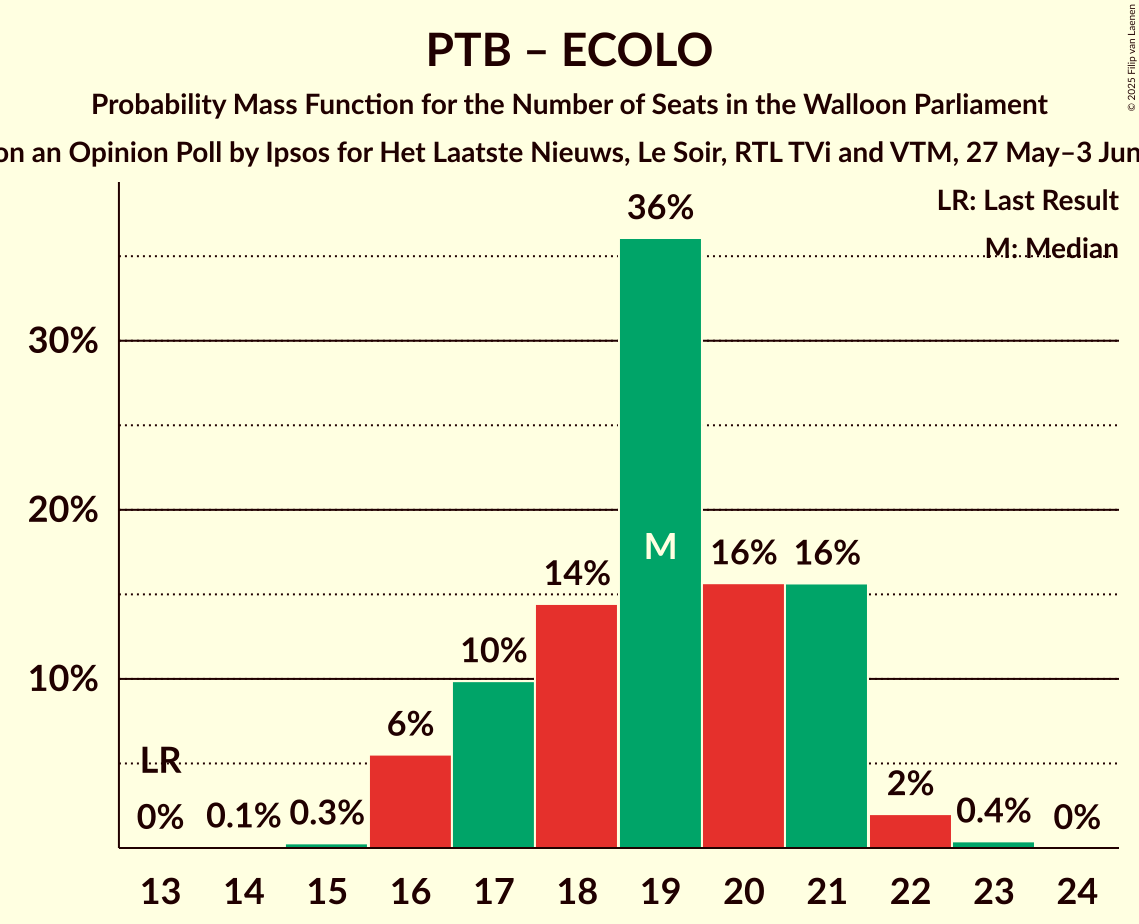 PTB – ECOLO
Probability Mass Function for the Number of Seats in the Walloon Parliament
on an Opinion Poll by Ipsos for Het Laatste Nieuws, Le Soir, RTL TVi and VTM, 27 May–3 Jun
© 2025 Filip van Laenen
LR: Last Result
M: Median
36%
30%
20%
M
16%
16%
14%
10%
10%
6%
LR
0%
0.1%
0.3%
2%
0.4%
0%
13 14 15 16 17 18 19 20 21 22 23 24